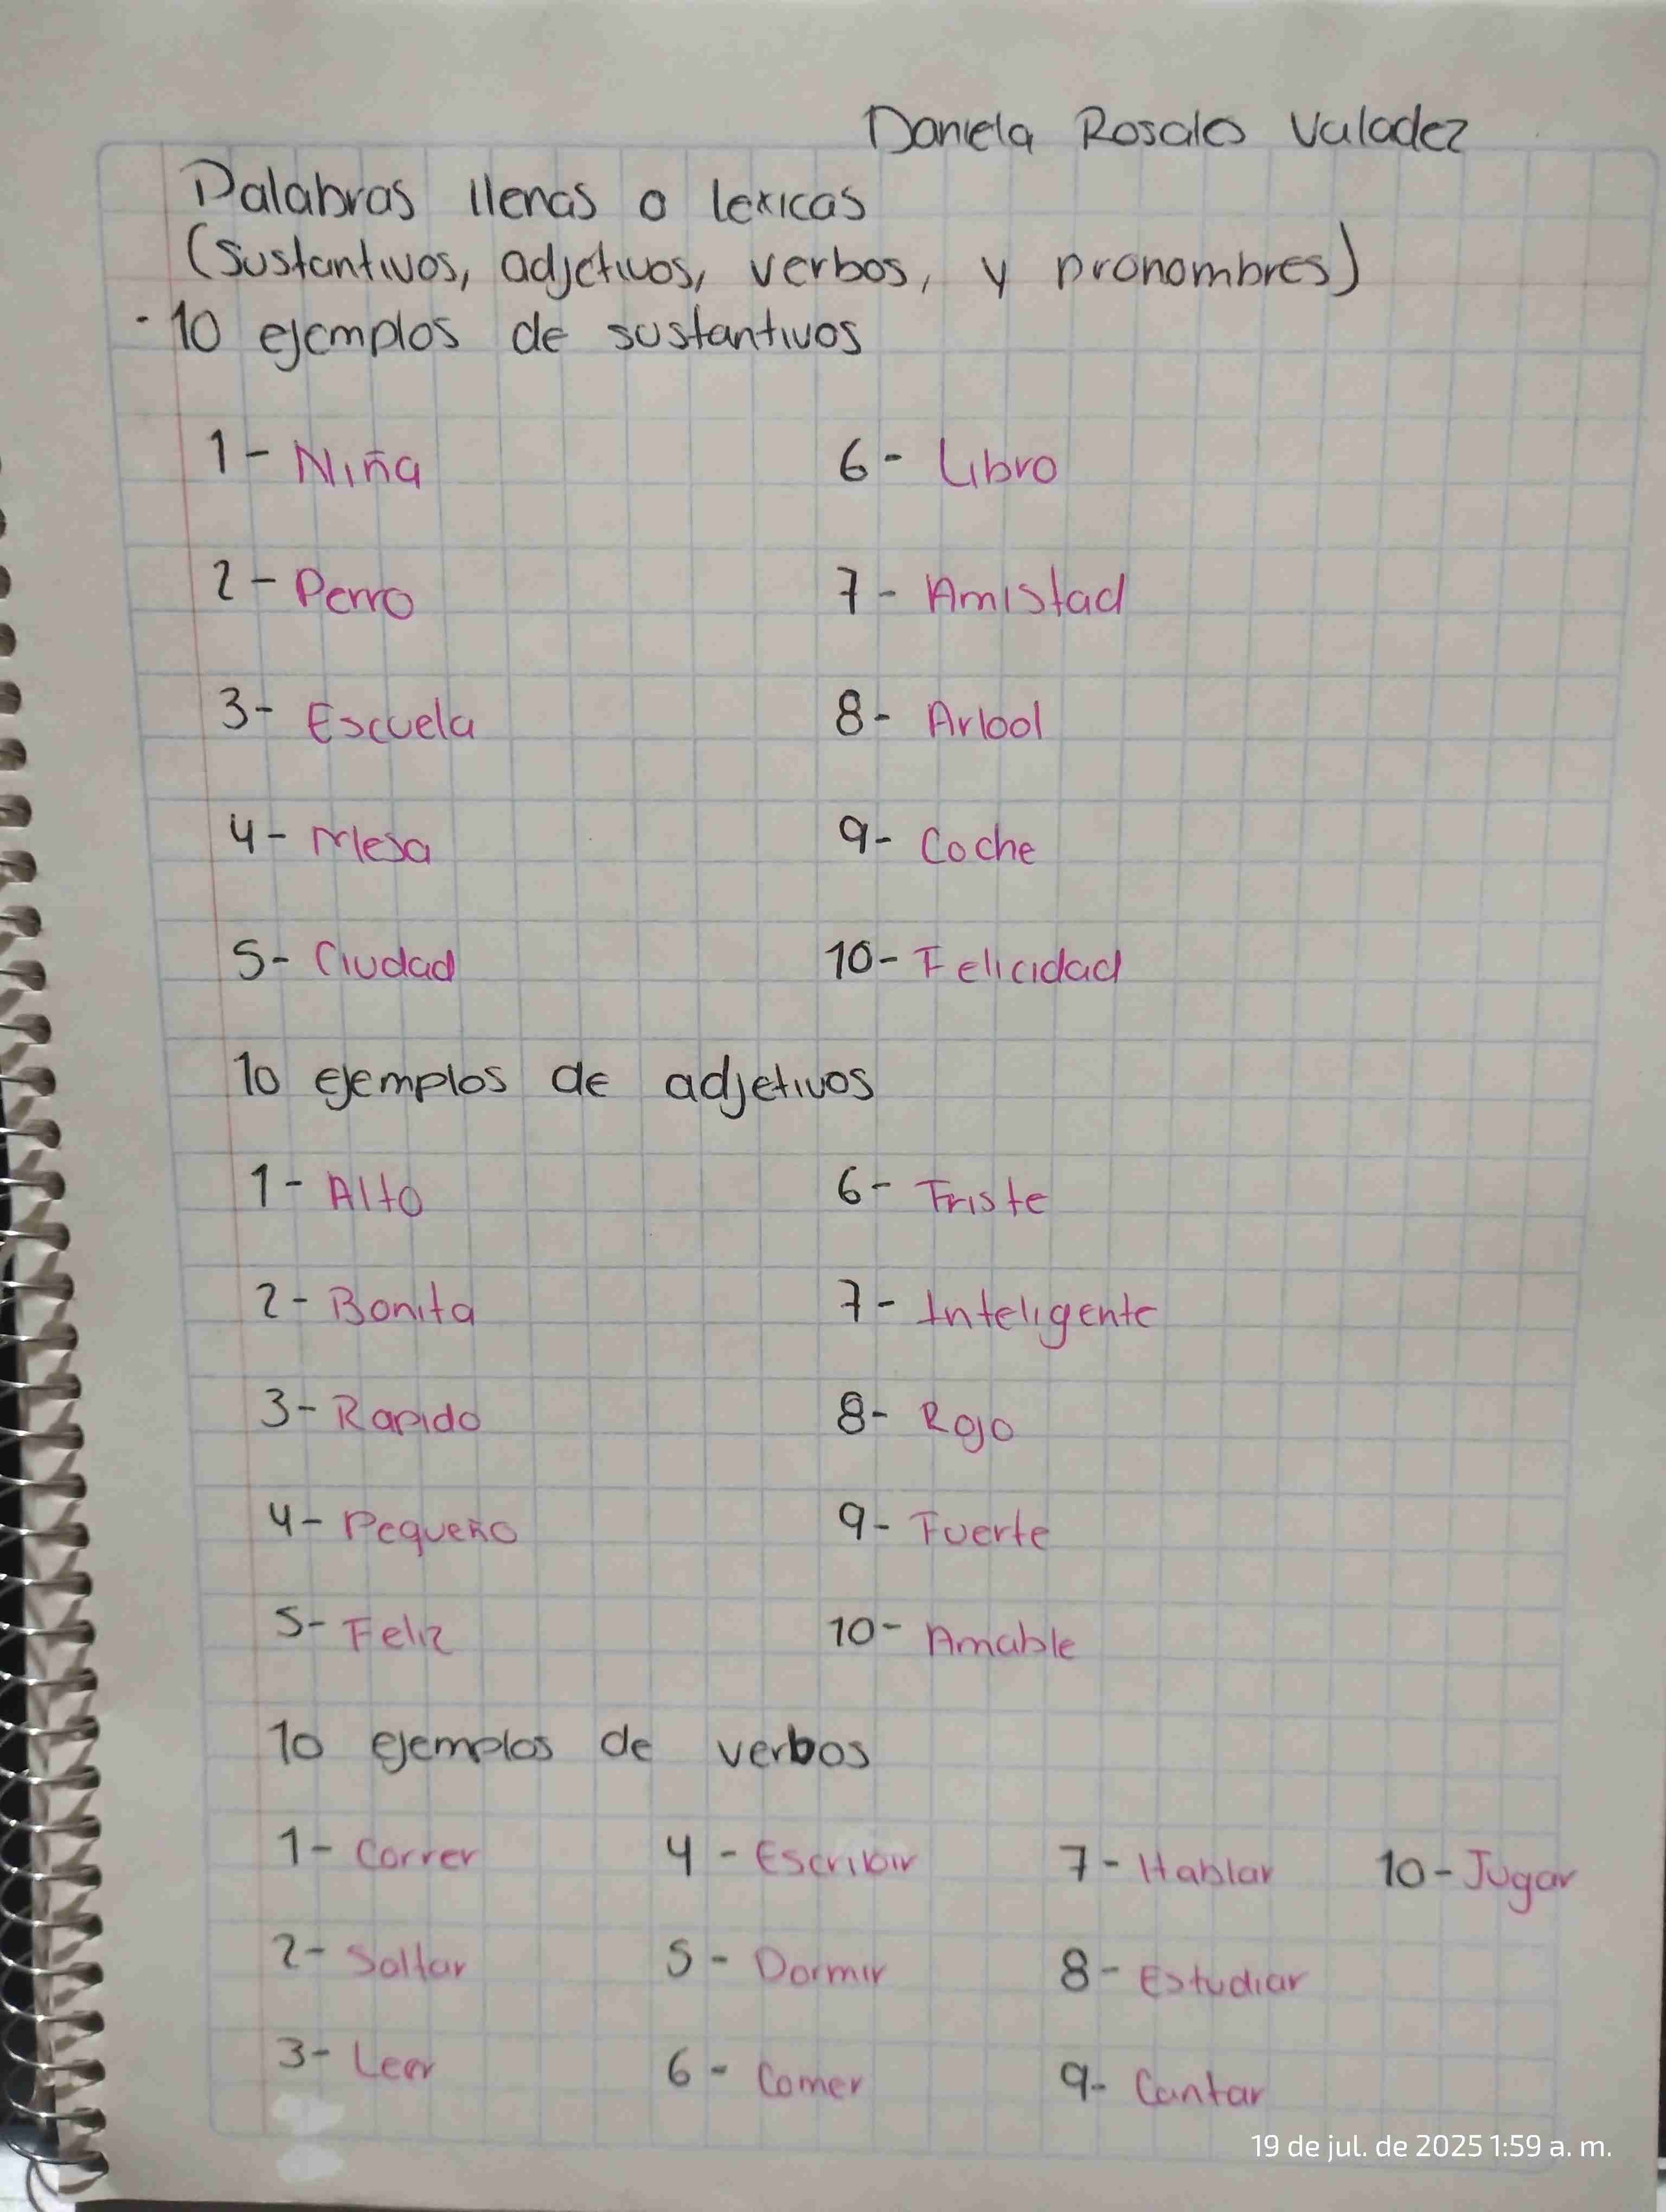 Daniela Rosales Valadez
Palabras llenas o lexicas
(Sustantivos, adjetivos, verbos, y pronombres)
·10 ejemplos de sustantivos
1- Niña 6- Libro
2- Perro 7- Amistad
3- Escuela 8- Arbol
4- Mesa 9- Coche
5- Ciudad 10- Felicidad
10 ejemplos de adjetivos
1- Alto 6- Triste
2- Bonita 7- Inteligente
3- Rapido 8- Rojo
4- Pequeño 9- Fuerte
5- Feliz 10- Amable
10 ejemplos de verbos
1- Correr 4- Escribir 7- Hablar 10- Jugar
2- Saltar 5- Dormir 8- Estudiar
3- Leer 6- Comer 9- Cantar
19 de jul. de 2025 1:59 a. m.